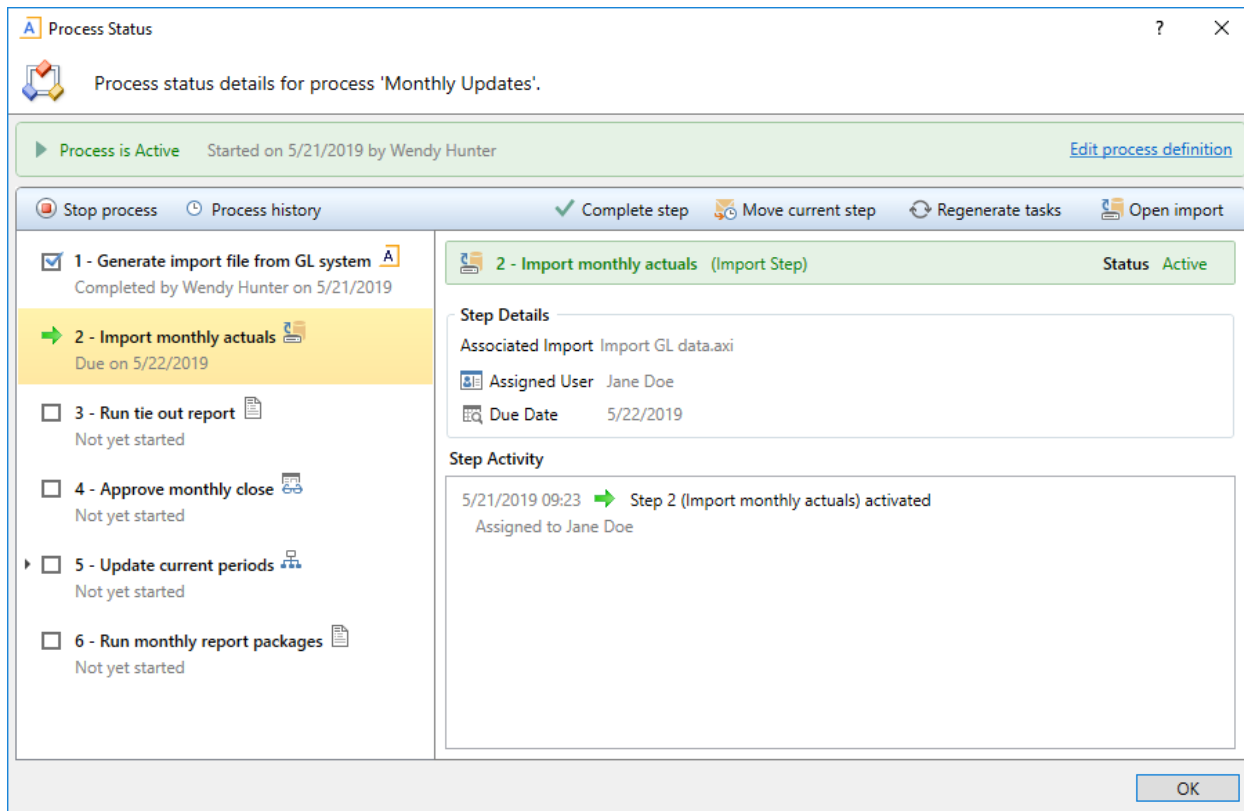 A Process Status ?
Process status details for process 'Monthly Updates'.
Process is Active Started on 5/21/2019 by Wendy Hunter Edit process definition
Stop process Process history Complete step Move current step Regenerate tasks Open import
1 - Generate import file from GL system A
Completed by Wendy Hunter on 5/21/2019
2 - Import monthly actuals
Due on 5/22/2019
3 - Run tie out report
Not yet started
4 - Approve monthly close
Not yet started
5 - Update current periods
Not yet started
6 - Run monthly report packages
Not yet started
2 - Import monthly actuals (Import Step) Status Active
Step Details
Associated Import Import GL data.axi
Assigned User Jane Doe
Due Date 5/22/2019
Step Activity
5/21/2019 09:23 Step 2 (Import monthly actuals) activated
Assigned to Jane Doe
OK